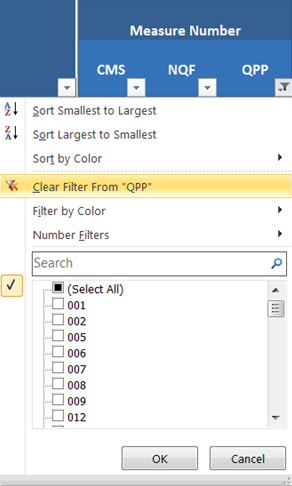 Measure Number
CMS NQF QPP
Sort Smallest to Largest
Sort Largest to Smallest
Sort by Color
Clear Filter From "QPP"
Filter by Color
Number Filters
Search
(Select All)
001
002
005
006
007
008
009
012
OK Cancel